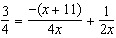 3/4 = −(x + 11)/4x + 1/2x